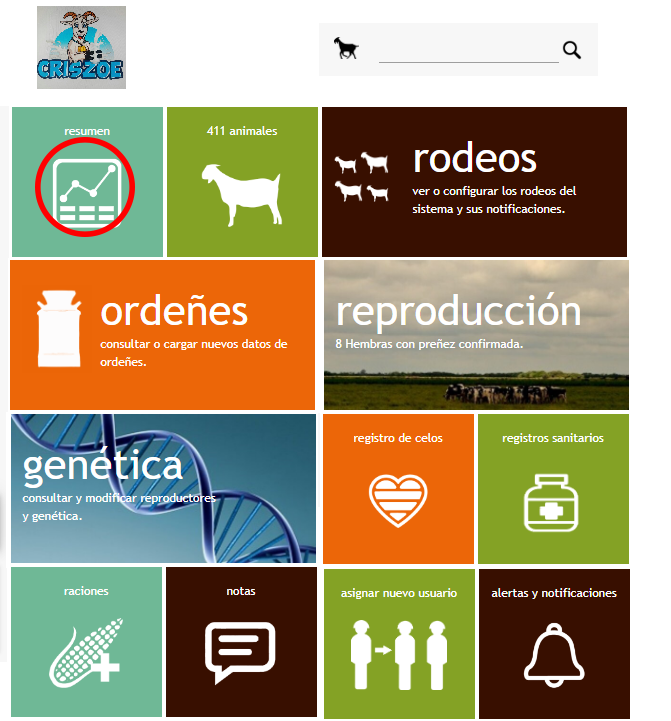 CRISZOE
resumen
411 animales
rodeos
ver o configurar los rodeos del
sistema y sus notificaciones.
ordeñes
consultar o cargar nuevos datos de
ordeñes.
reproducción
8 Hembras con preñez confirmada.
genética
consultar y modificar reproductores
y genética.
registro de celos
registros sanitarios
raciones
notas
asignar nuevo usuario
alertas y notificaciones